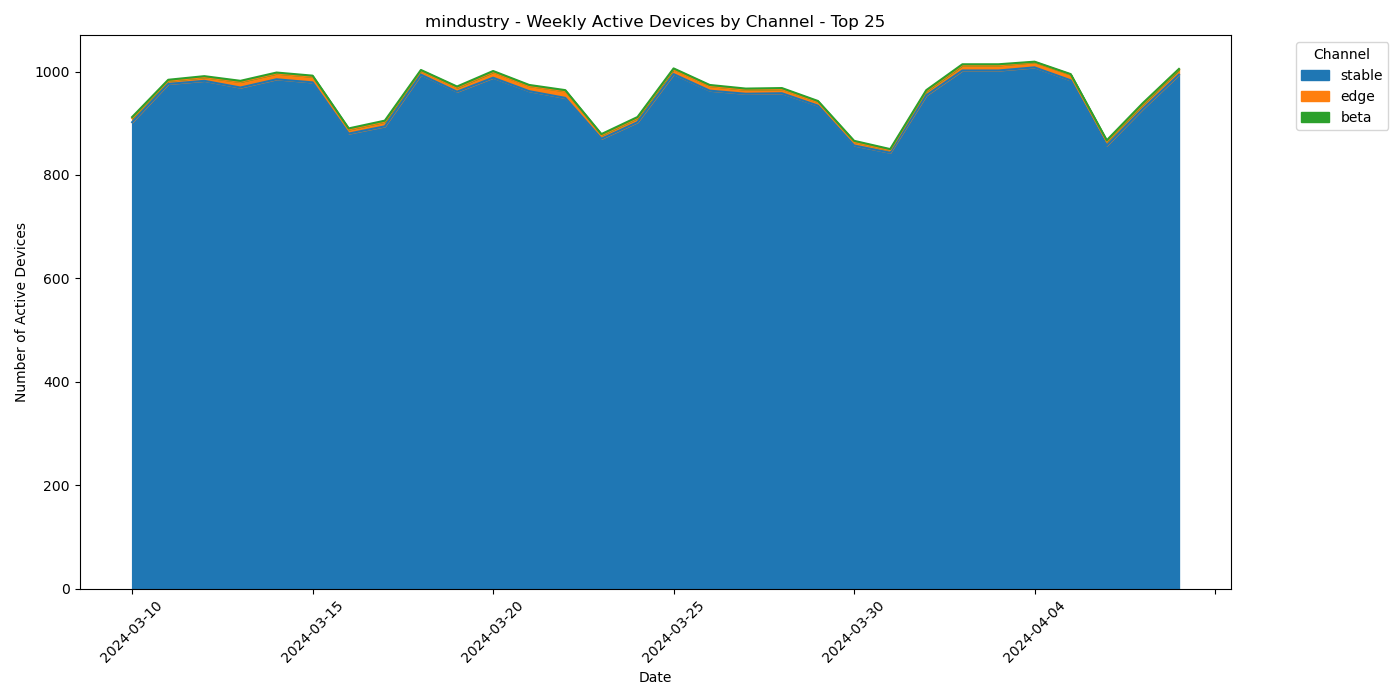 mindustry - Weekly Active Devices by Channel - Top 25
Channel
stable
edge
beta
Number of Active Devices
1000
800
600
400
200
0
2024-03-10
2024-03-15
2024-03-20
2024-03-25
2024-03-30
2024-04-04
Date